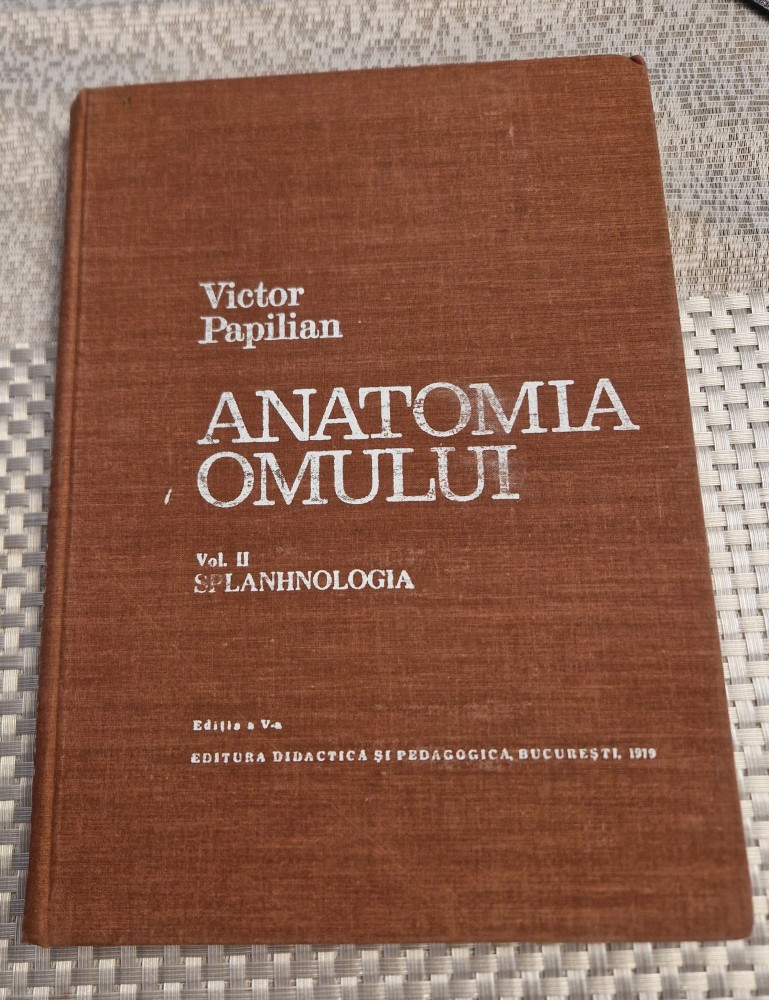 Victor
Papilian
ANATOMIA
OMULUI
Vol. II
SPLANHNOLOGIA
Ediția a V-a
EDITURA DIDACTICA ȘI PEDAGOGICA, BUCUREȘTI, 1979